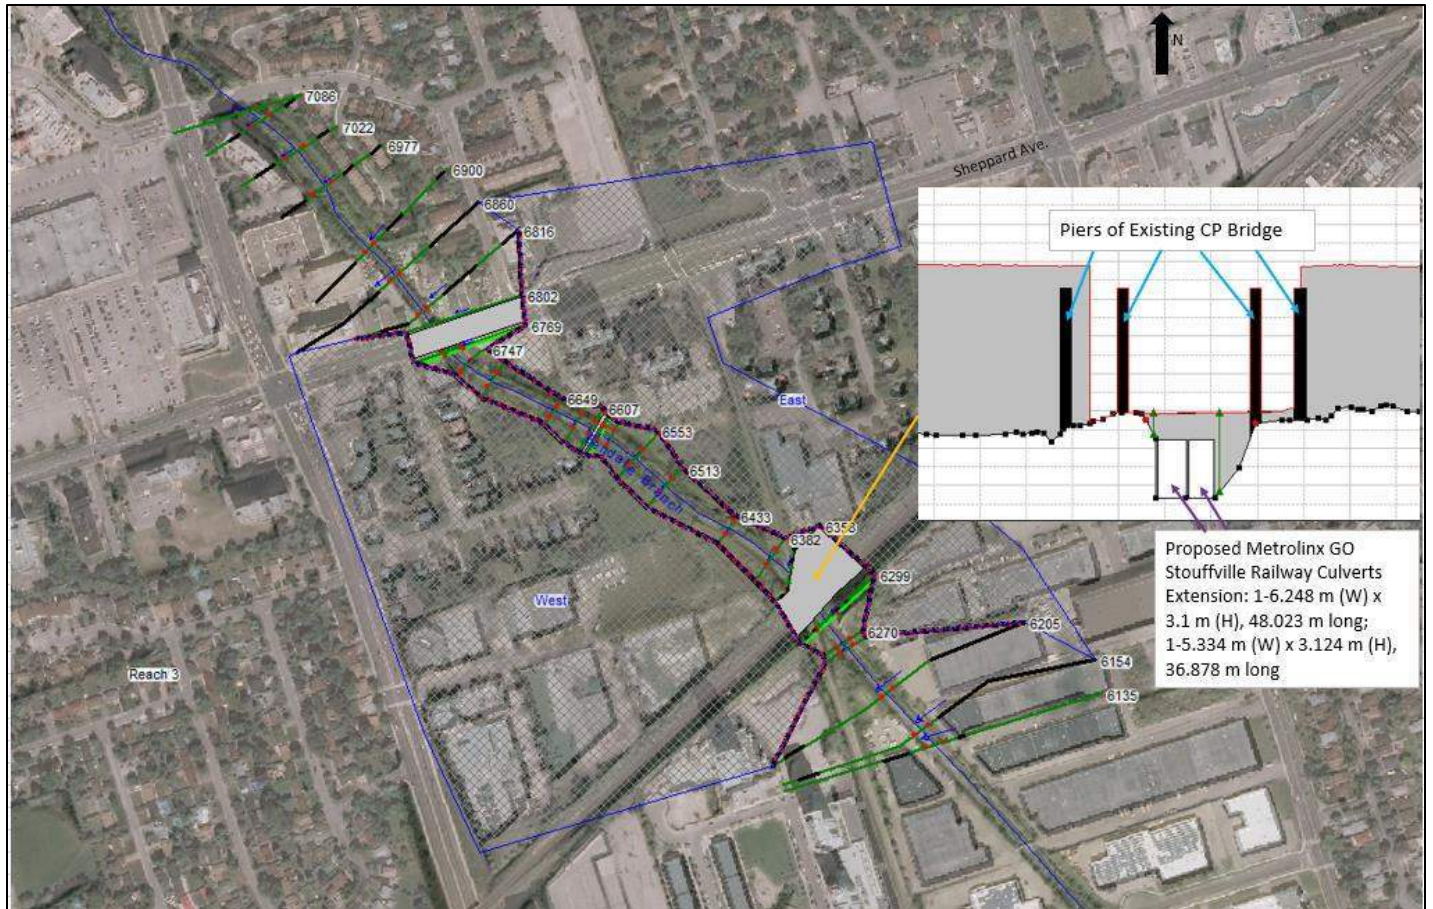 N
7086
7022
6977
Sheppard Ave.
6900
6860
6816
Piers of Existing CP Bridge
6802
6769
6747
6649
6607
East
6553
6513
6433
6382
6353
Proposed Metrolinx GO
Stouffville Railway Culverts
Extension: 1-6.248 m (W) x
3.1 m (H), 48.023 m long;
1-5.334 m (W) x 3.124 m (H),
36.878 m long
6299
West
6270
6205
6154
Reach 3
6135
Branch